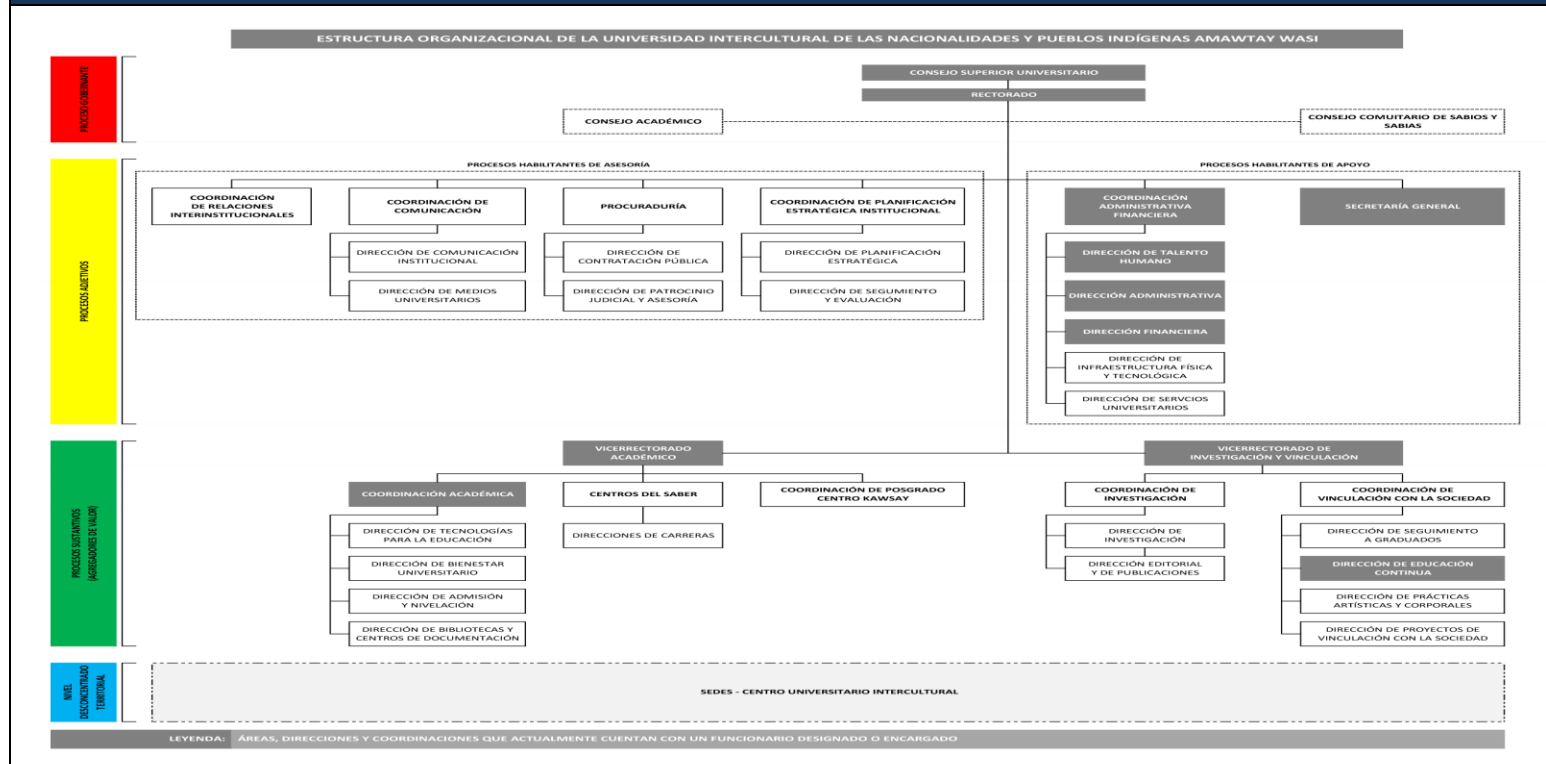 ESTRUCTURA ORGANIZACIONAL DE LA UNIVERSIDAD INTERCULTURAL DE LAS NACIONALIDADES Y PUEBLOS INDÍGENAS AMAWTAY WASI
PROCESO GOBERNANTE
CONSEJO SUPERIOR UNIVERSITARIO
RECTORADO
CONSEJO ACADÉMICO
CONSEJO COMUITARIO DE SABIOS Y
SABIAS
PROCESOS ADJETIVOS
PROCESOS HABILITANTES DE ASESORÍA
COORDINACIÓN
DE RELACIONES
INTERINSTITUCIONALES
COORDINACIÓN DE
COMUNICACIÓN
DIRECCIÓN DE COMUNICACIÓN
INSTITUCIONAL
DIRECCIÓN DE MEDIOS
UNIVERSITARIOS
PROCURADURÍA
DIRECCIÓN DE
CONTRATACIÓN PÚBLICA
DIRECCIÓN DE PATROCINIO
JUDICIAL Y ASESORÍA
COORDINACIÓN DE PLANIFICACIÓN
ESTRATÉGICA INSTITUCIONAL
DIRECCIÓN DE PLANIFICACIÓN
ESTRATÉGICA
DIRECCIÓN DE SEGUMIENTO
Y EVALUACIÓN
PROCESOS HABILITANTES DE APOYO
COORDINACIÓN
ADMINISTRATIVA
FINANCIERA
DIRECCIÓN DE TALENTO
HUMANO
DIRECCIÓN ADMINISTRATIVA
DIRECCIÓN FINANCIERA
DIRECCIÓN DE
INFRAESTRUCTURA FÍSICA
Y TECNOLÓGICA
DIRECCIÓN DE SERVCIOS
UNIVERSITARIOS
SECRETARÍA GENERAL
PROCESOS SUSTANTIVOS
(AGREGADORES DE VALOR)
VICERRECTORADO
ACADÉMICO
COORDINACIÓN ACADÉMICA
DIRECCIÓN DE TECNOLOGÍAS
PARA LA EDUCACIÓN
DIRECCIÓN DE BIENESTAR
UNIVERSITARIO
DIRECCIÓN DE ADMISIÓN
Y NIVELACIÓN
DIRECCIÓN DE BIBLIOTECAS Y
CENTROS DE DOCUMENTACIÓN
CENTROS DEL SABER
DIRECCIONES DE CARRERAS
COORDINACIÓN DE POSGRADO
CENTRO KAWSAY
VICERRECTORADO DE
INVESTIGACIÓN Y VINCULACIÓN
COORDINACIÓN DE
INVESTIGACIÓN
DIRECCIÓN DE
INVESTIGACIÓN
DIRECCIÓN EDITORIAL
Y DE PUBLICACIONES
COORDINACIÓN DE
VINCULACIÓN CON LA SOCIEDAD
DIRECCIÓN DE SEGUIMIENTO
A GRADUADOS
DIRECCIÓN DE EDUCACIÓN
CONTINUA
DIRECCIÓN DE PRÁCTICAS
ARTÍSTICAS Y CORPORALES
DIRECCIÓN DE PROYECTOS DE
VINCULACIÓN CON LA SOCIEDAD
NIVEL
DESCONCENTRADO
TERRITORIAL
SEDES - CENTRO UNIVERSITARIO INTERCULTURAL
LEYENDA: ÁREAS, DIRECCIONES Y COORDINACIONES QUE ACTUALMENTE CUENTAN CON UN FUNCIONARIO DESIGNADO O ENCARGADO